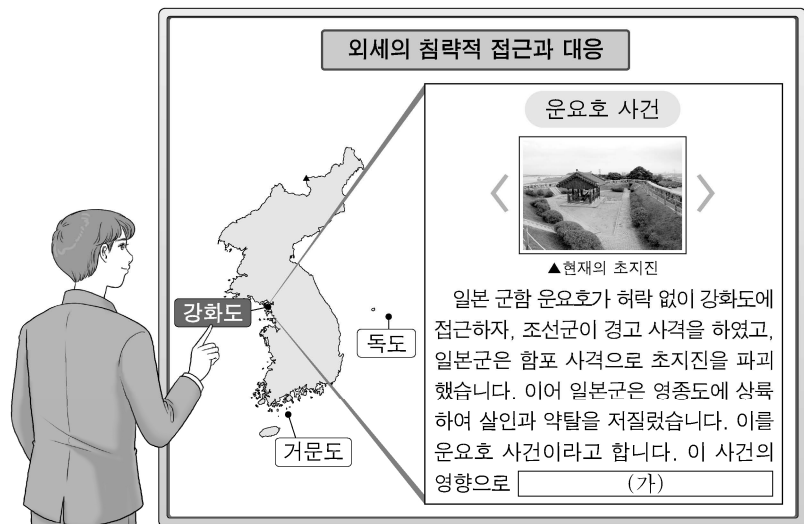 외세의 침략적 접근과 대응
강화도
독도
거문도
운요호 사건
▲현재의 초지진
일본 군함 운요호가 허락 없이 강화도에
접근하자, 조선군이 경고 사격을 하였고,
일본군은 함포 사격으로 초지진을 파괴
했습니다. 이어 일본군은 영종도에 상륙
하여 살인과 약탈을 저질렀습니다. 이를
운요호 사건이라고 합니다. 이 사건의
영향으로 (가)